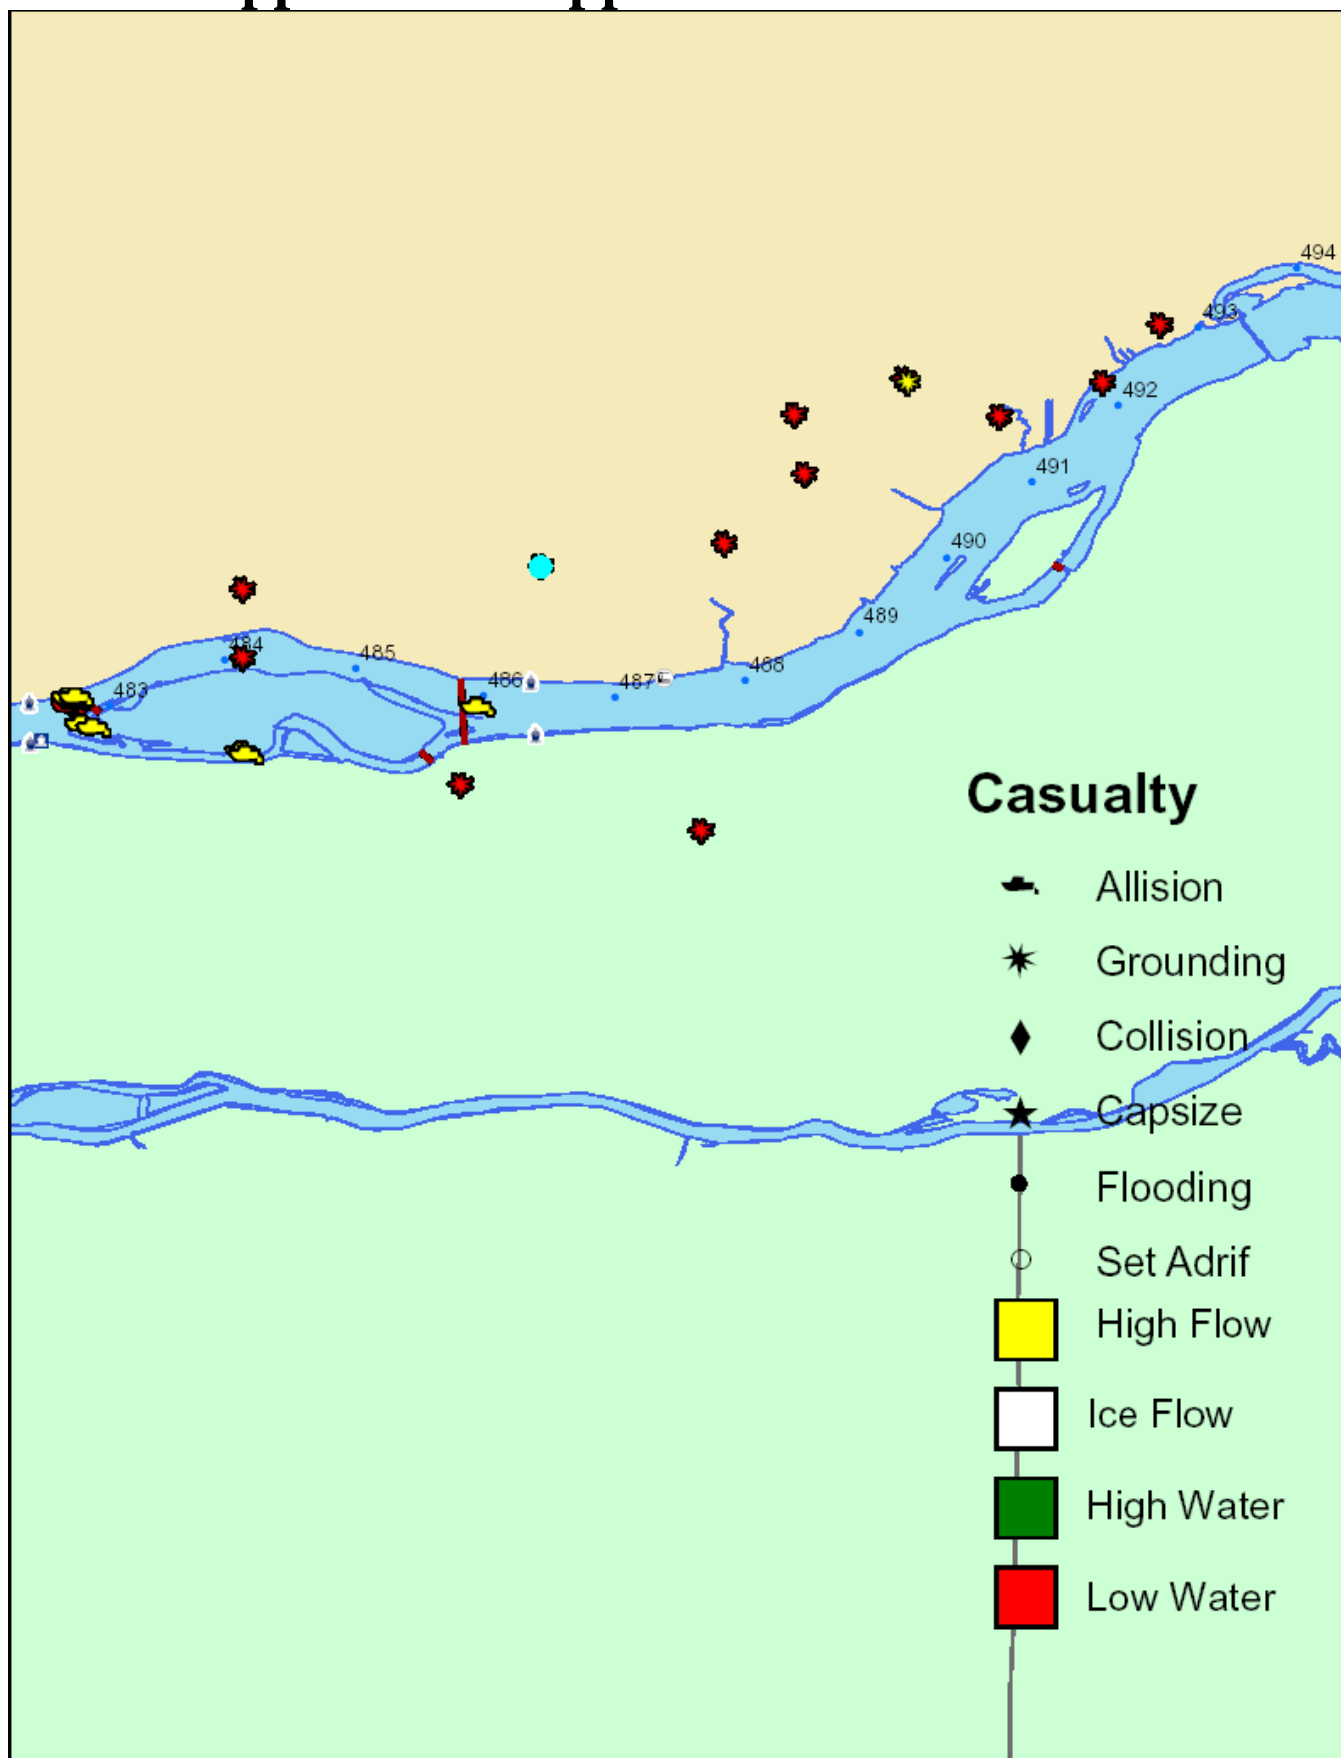 494
493
492
491
490
489
484
485
488
483
486
487
Casualty
Allision
Grounding
Collision
Capsize
Flooding
Set Adrif
High Flow
Ice Flow
High Water
Low Water